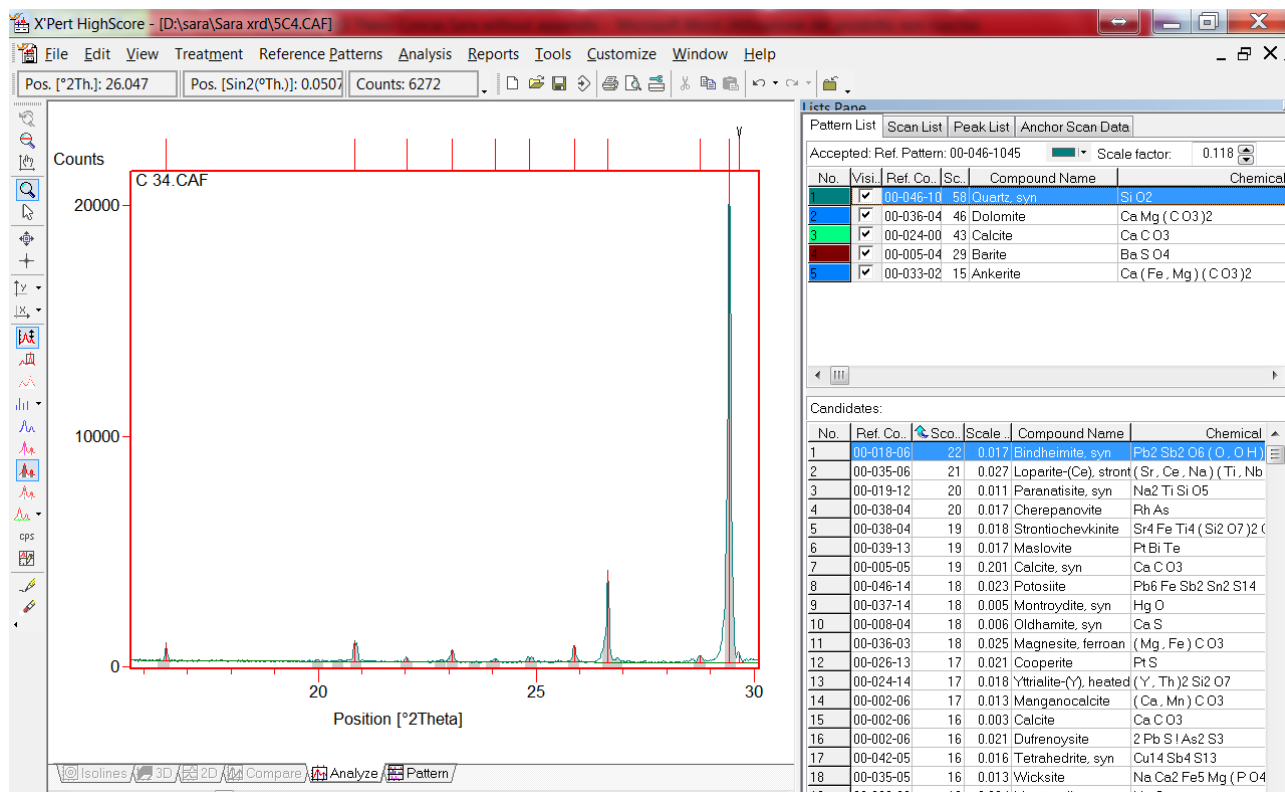 X'Pert HighScore - [D:\sara\Sara xrd\5C4.CAF]
File Edit View Treatment Reference Patterns Analysis Reports Tools Customize Window Help
Pos. [°2Th.]: 26.047 Pos. [Sin2(ºTh.)]: 0.0507 Counts: 6272
Lists Pane
Pattern List Scan List Peak List Anchor Scan Data
Accepted: Ref. Pattern: 00-046-1045 Scale factor: 0.118
No. Visi.. Ref. Co.. Sc.. Compound Name Chemical
1 00-046-10 58 Quartz, syn Si O2
2 00-036-04 46 Dolomite Ca Mg ( C O3 )2
3 00-024-00 43 Calcite Ca C O3
4 00-005-04 29 Barite Ba S O4
5 00-033-02 15 Ankerite Ca ( Fe , Mg ) ( C O3 )2
Counts
C 34.CAF
20000
10000
0
20 25 30
Position [°2Theta]
Candidates:
No. Ref. Co.. Sco.. Scale .. Compound Name Chemical
1 00-018-06 22 0.017 Bindheimite, syn Pb2 Sb2 O6 ( O , O H )
2 00-035-06 21 0.027 Loparite-(Ce), stront ( Sr , Ce , Na ) ( Ti , Nb
3 00-019-12 20 0.011 Paranatisite, syn Na2 Ti Si O5
4 00-038-04 20 0.017 Cherepanovite Rh As
5 00-038-04 19 0.018 Strontiochevkinite Sr4 Fe Ti4 ( Si2 O7 )2 (
6 00-039-13 19 0.017 Maslovite Pt Bi Te
7 00-005-05 19 0.201 Calcite, syn Ca C O3
8 00-046-14 18 0.023 Potosiite Pb6 Fe Sb2 Sn2 S14
9 00-037-14 18 0.005 Montroydite, syn Hg O
10 00-008-04 18 0.006 Oldhamite, syn Ca S
11 00-036-03 18 0.025 Magnesite, ferroan ( Mg , Fe ) C O3
12 00-026-13 17 0.021 Cooperite Pt S
13 00-024-14 17 0.018 Yttrialite-(Y), heated ( Y , Th )2 Si2 O7
14 00-002-06 17 0.013 Manganocalcite ( Ca , Mn ) C O3
15 00-002-06 16 0.003 Calcite Ca C O3
16 00-002-06 16 0.021 Dufrenoysite 2 Pb S ! As2 S3
17 00-042-05 16 0.016 Tetrahedrite, syn Cu14 Sb4 S13
18 00-035-05 16 0.013 Wicksite Na Ca2 Fe5 Mg ( P O4
cps
Isolines 3D 2D Compare Analyze Pattern